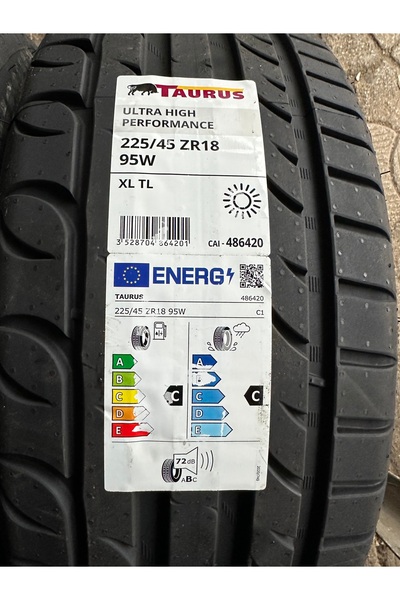 TAURUS
ULTRA HIGH
PERFORMANCE
225/45 ZR18
95W
XL TL
3 528704 864201
CAI - 486420
ENERG
TAURUS 486420
225/45 ZR18 95W C1
A A
B
C C C C
D D
E E
72dB
ABC